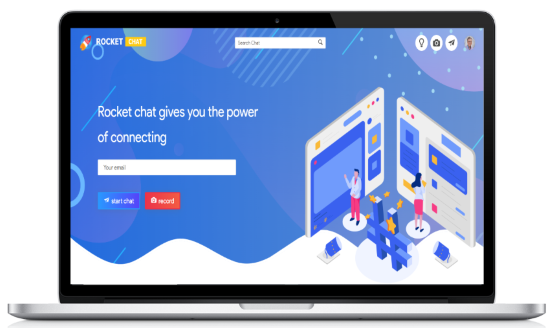 ROCKET CHAT
Search Chat
Rocket chat gives you the power
of connecting
Your email
start chat
record